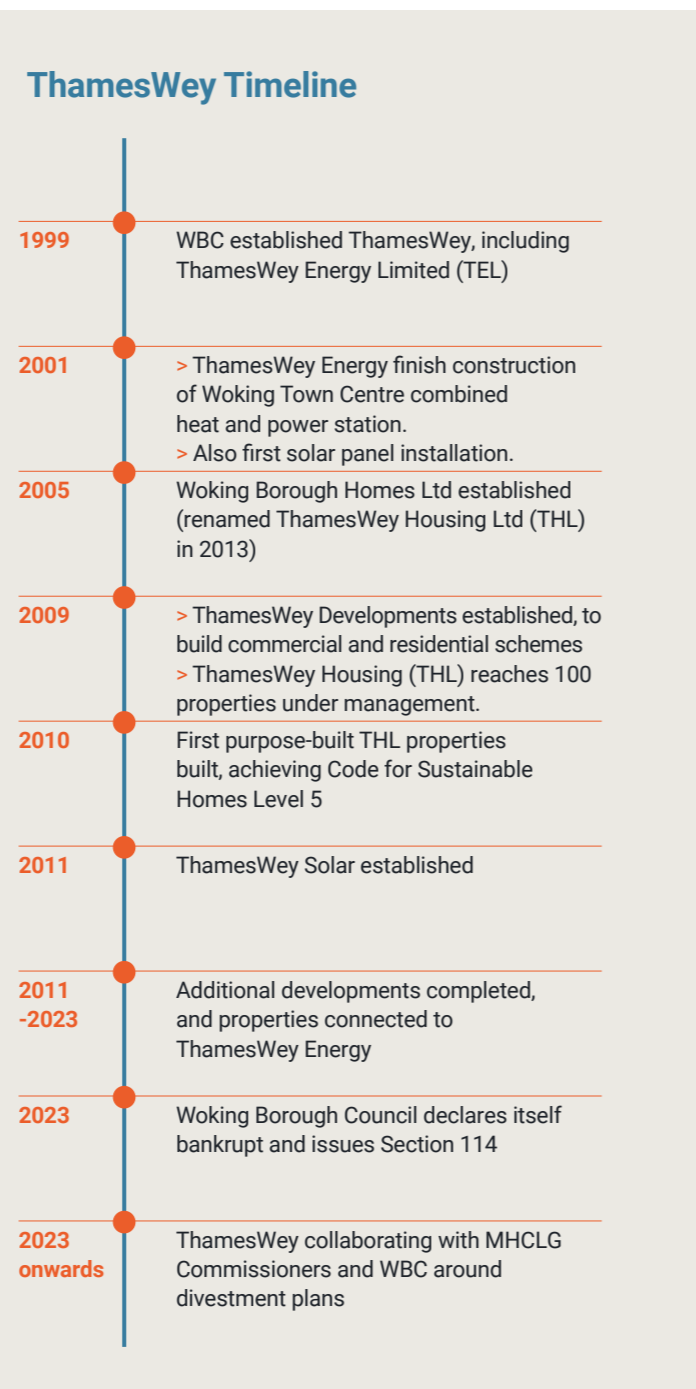 ThamesWey Timeline
1999
WBC established ThamesWey, including
ThamesWey Energy Limited (TEL)
2001
> ThamesWey Energy finish construction
of Woking Town Centre combined
heat and power station.
> Also first solar panel installation.
2005
Woking Borough Homes Ltd established
(renamed ThamesWey Housing Ltd (THL)
in 2013)
2009
> ThamesWey Developments established, to
build commercial and residential schemes
> ThamesWey Housing (THL) reaches 100
properties under management.
2010
First purpose-built THL properties
built, achieving Code for Sustainable
Homes Level 5
2011
ThamesWey Solar established
2011
-2023
Additional developments completed,
and properties connected to
ThamesWey Energy
2023
Woking Borough Council declares itself
bankrupt and issues Section 114
2023
onwards
ThamesWey collaborating with MHCLG
Commissioners and WBC around
divestment plans